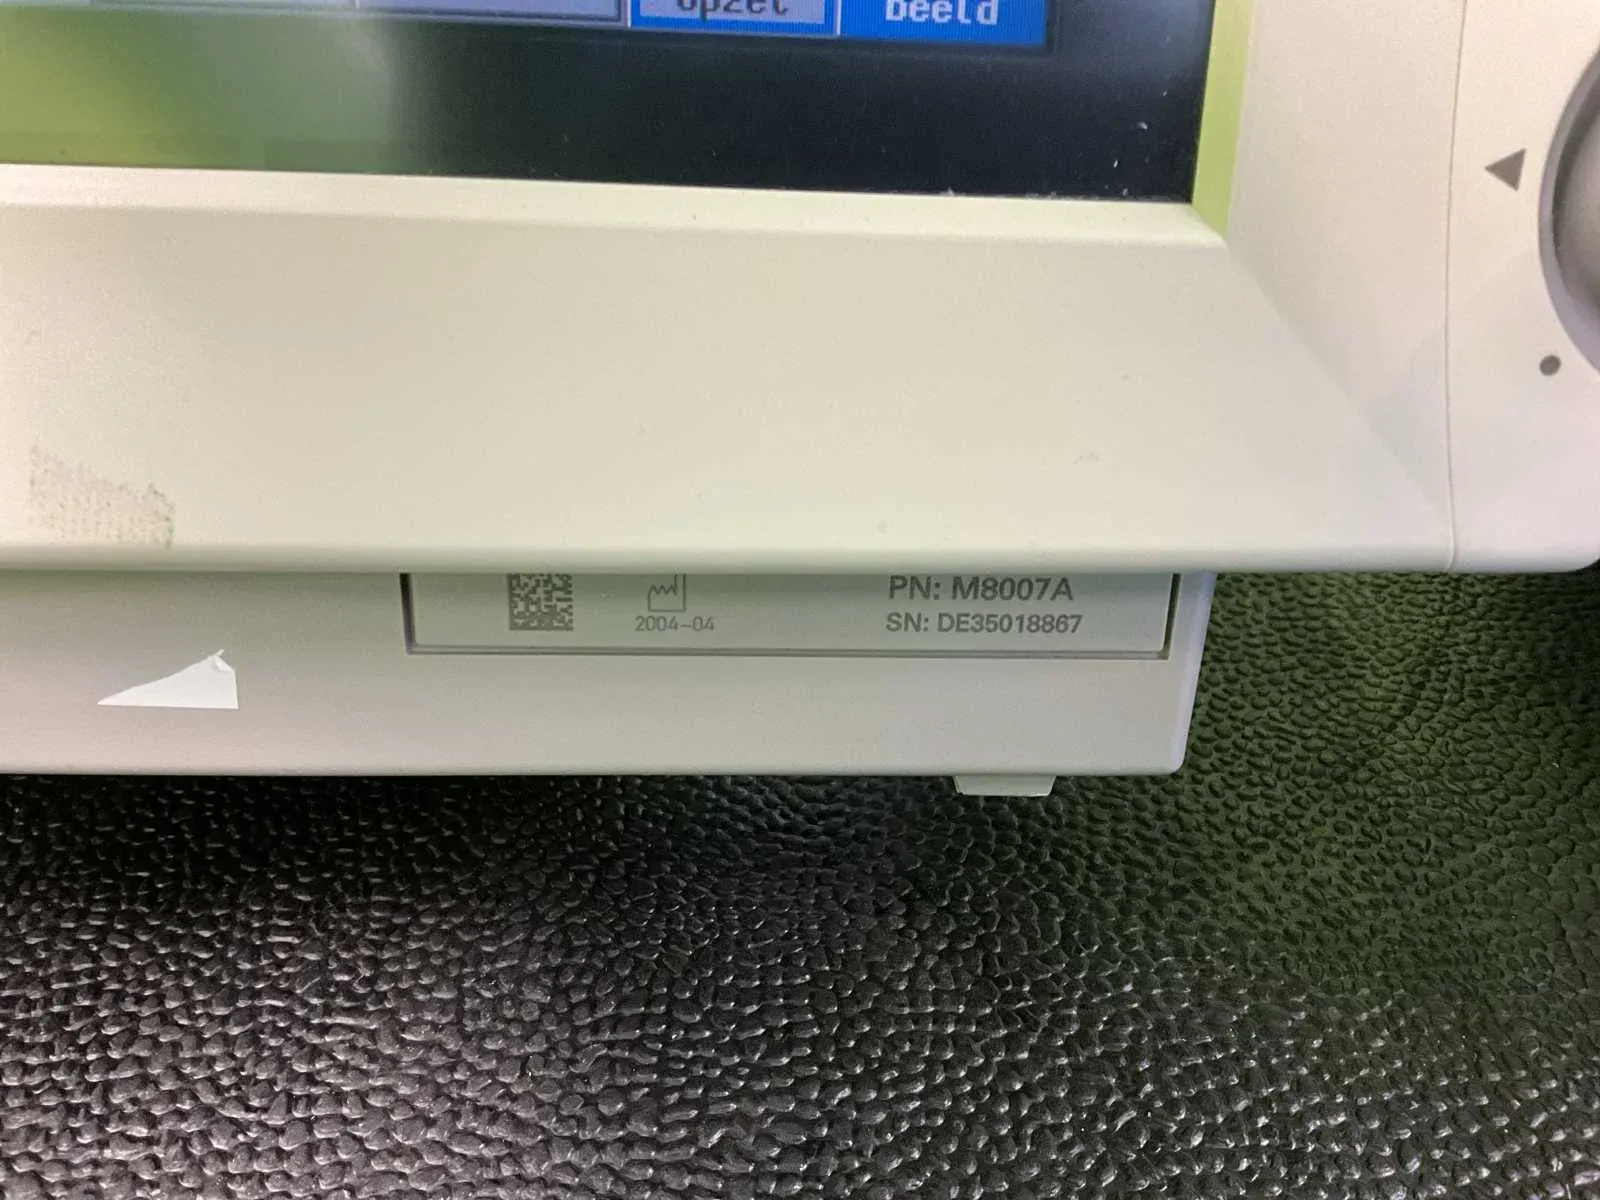 opzet
beeld
PN: M8007A
2004-04
SN: DE35018867